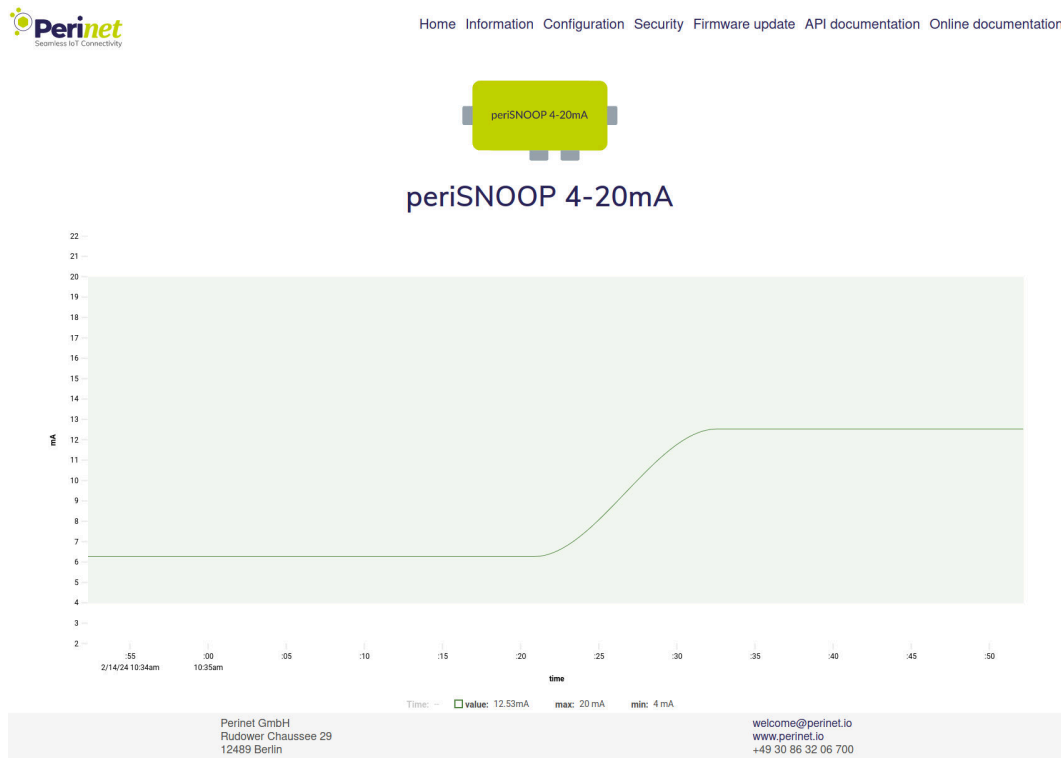 Perinet
Seamless IoT Connectivity
Home Information Configuration Security Firmware update API documentation Online documentation
periSNOOP 4-20mA
periSNOOP 4-20mA
22
21
20
19
18
17
16
15
14
13
12
11
10
9
8
7
6
5
4
3
2
mA
:55 :00 :05 :10 :15 :20 :25 :30 :35 :40 :45 :50
2/14/24 10:34am 10:35am
time
Time: -- value: 12.53mA max: 20 mA min: 4 mA
Perinet GmbH
Rudower Chaussee 29
12489 Berlin
welcome@perinet.io
www.perinet.io
+49 30 86 32 06 700